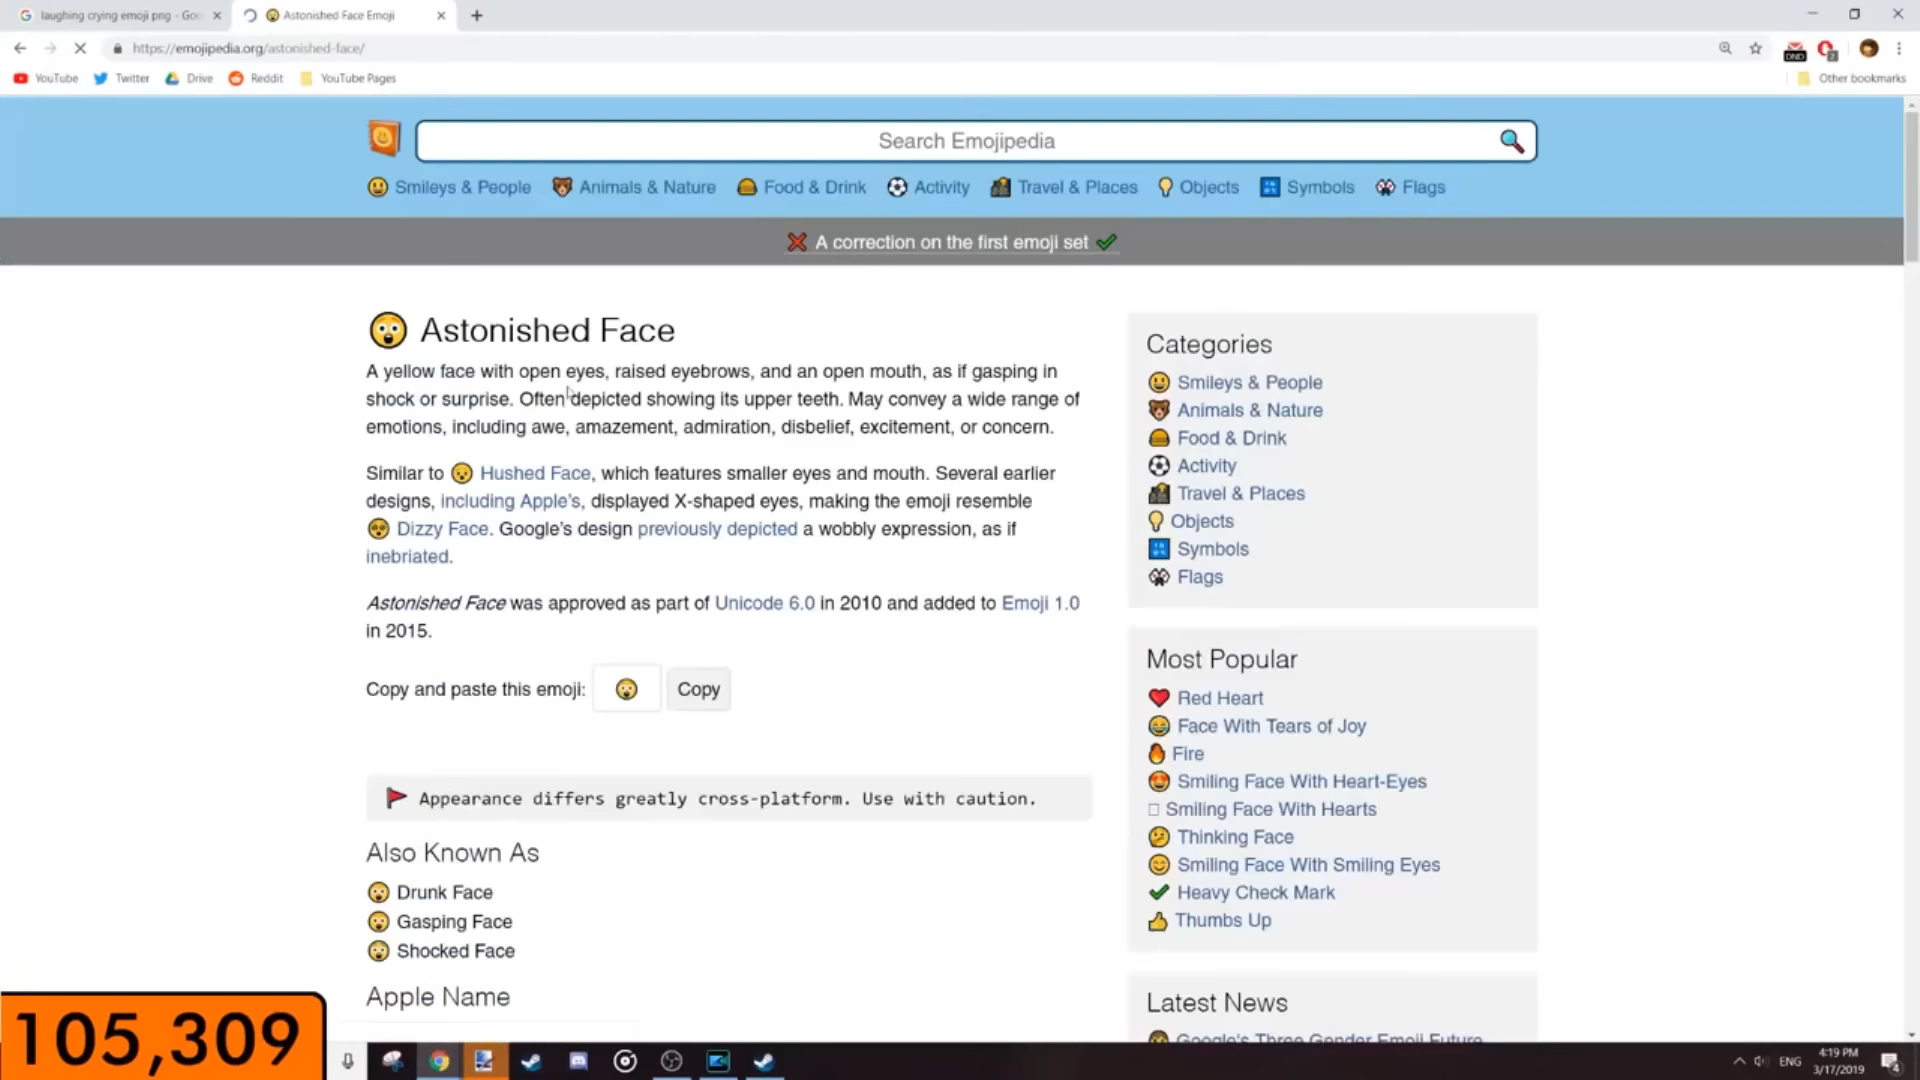 laughing crying emoji png - Goo
Astonished Face Emoji
https://emojipedia.org/astonished-face/
DND
YouTube
Twitter
Drive
Reddit
YouTube Pages
Other bookmarks
Search Emojipedia
Smileys & People
Animals & Nature
Food & Drink
Activity
Travel & Places
Objects
Symbols
Flags
A correction on the first emoji set
Astonished Face
A yellow face with open eyes, raised eyebrows, and an open mouth, as if gasping in
shock or surprise. Often depicted showing its upper teeth. May convey a wide range of
emotions, including awe, amazement, admiration, disbelief, excitement, or concern.
Similar to Hushed Face, which features smaller eyes and mouth. Several earlier
designs, including Apple's, displayed X-shaped eyes, making the emoji resemble
Dizzy Face. Google's design previously depicted a wobbly expression, as if
inebriated.
Astonished Face was approved as part of Unicode 6.0 in 2010 and added to Emoji 1.0
in 2015.
Copy and paste this emoji:
Copy
Appearance differs greatly cross-platform. Use with caution.
Also Known As
Drunk Face
Gasping Face
Shocked Face
Apple Name
Categories
Smileys & People
Animals & Nature
Food & Drink
Activity
Travel & Places
Objects
Symbols
Flags
Most Popular
Red Heart
Face With Tears of Joy
Fire
Smiling Face With Heart-Eyes
Smiling Face With Hearts
Thinking Face
Smiling Face With Smiling Eyes
Heavy Check Mark
Thumbs Up
Latest News
Google's Three Gender Emoji Future
105,309
ENG
4:19 PM
3/17/2019